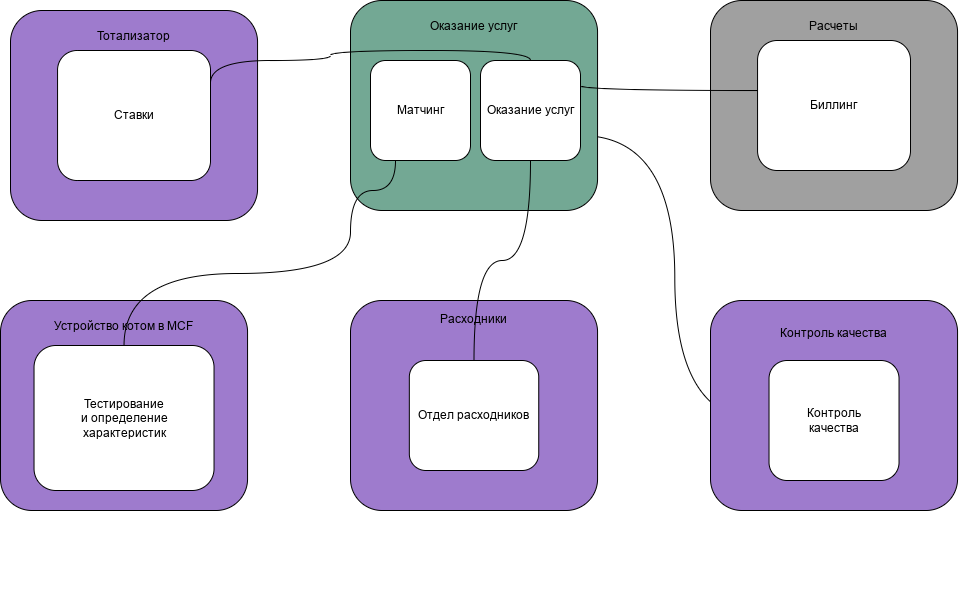 Тотализатор
Ставки
Оказание услуг
Матчинг
Оказание услуг
Расчеты
Биллинг
Устройство котом в MCF
Тестирование
и определение
характеристик
Расходники
Отдел расходников
Контроль качества
Контроль
качества